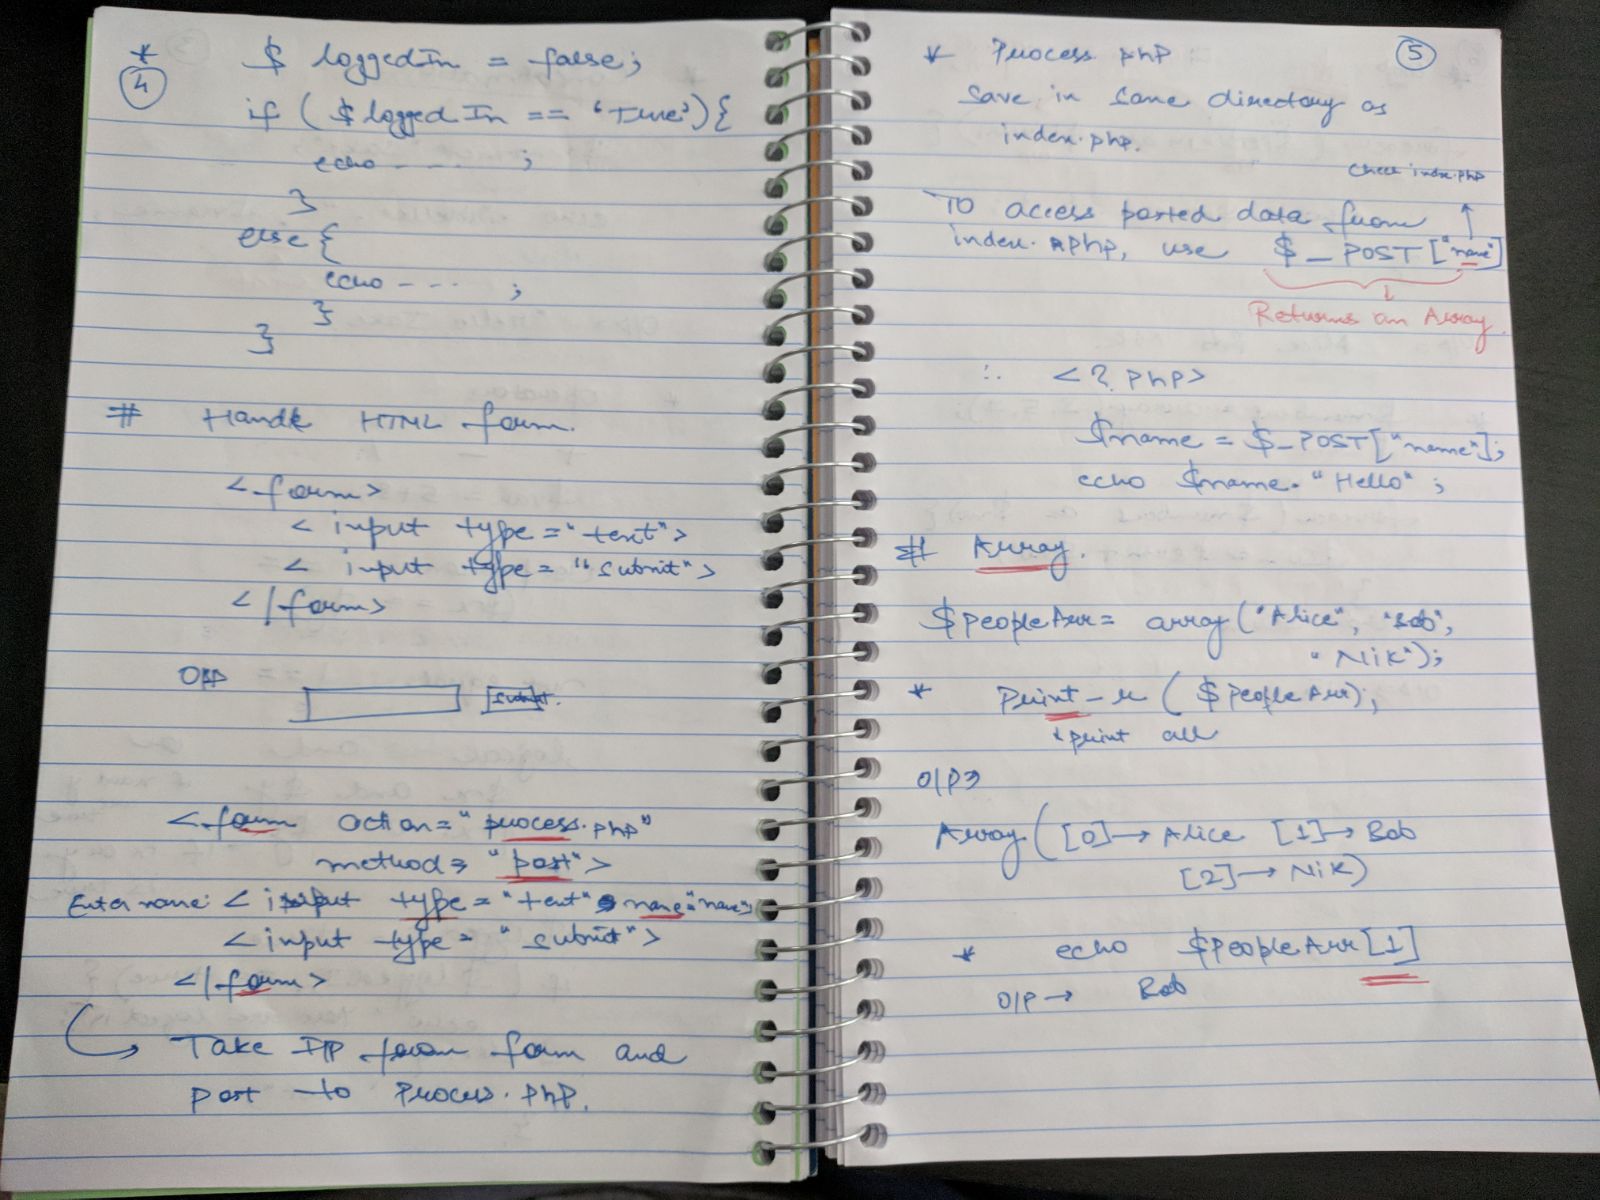 *
4
$ loggedIn = false;
if ($loggedIn == 'True'){
echo - - - - ;
}
else {
echo - - - - ;
}
}
# Handle HTML form.
<form>
< input type = "text">
< input type = "submit">
</form>
O/P
submit.
<form action = "process.php"
method = "post">
Enter name: < input type = "text" name="name">
< input type = "submit">
</form>
Take I/P from form and
post to Process.php.
5
* Process php
Save in same directory as
index.php.
Check index.php
To access posted data from
index.php, use $_POST["name"]
Returns an Array.
∴ <?php>
$name = $_POST["name"];
echo $name. "Hello" ;
# Array.
$peopleArr = array("Alice", "Bob",
"Nik");
* Print_r ($peopleArr);
print all
O/P →
Array([0]→ Alice [1]→ Bob
[2]→ Nik)
* echo $peopleArr[1]
O/P → Bob